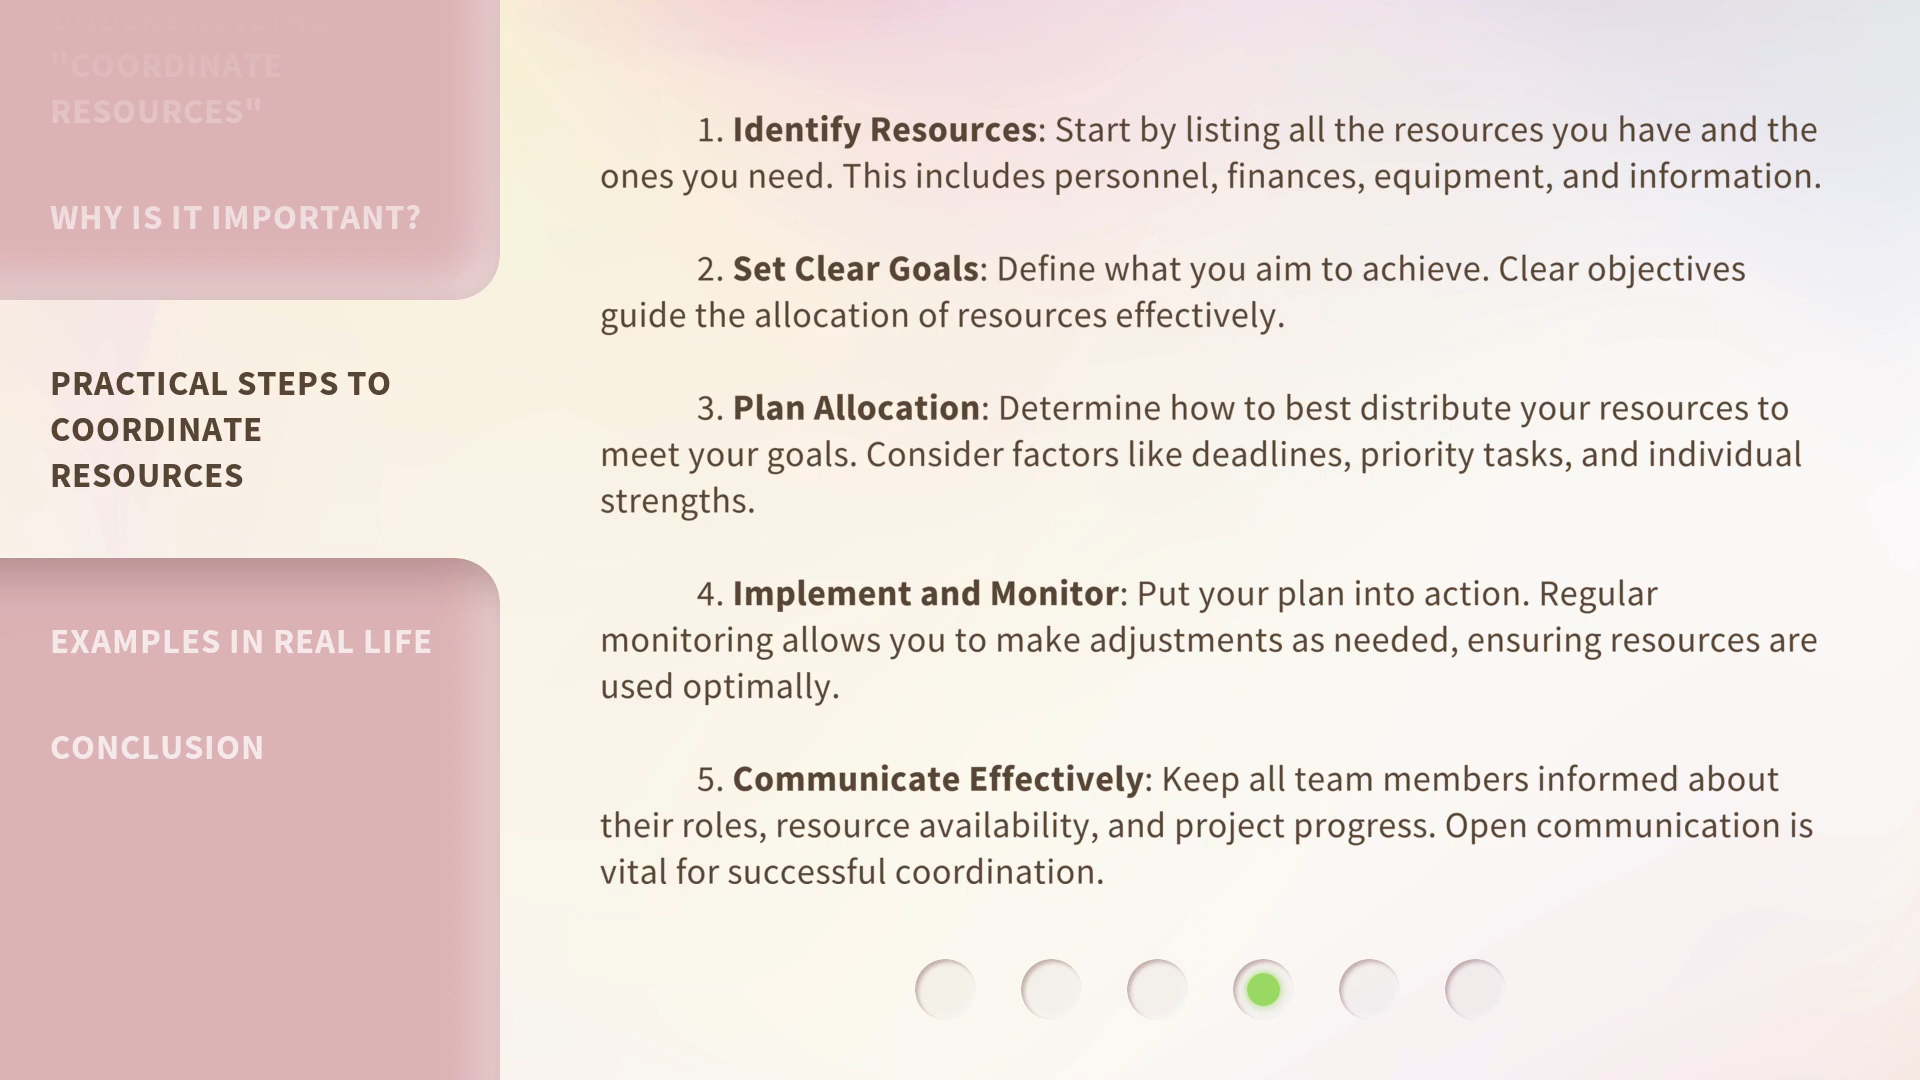 "COORDINATE
RESOURCES"
WHY IS IT IMPORTANT?
PRACTICAL STEPS TO
COORDINATE
RESOURCES
EXAMPLES IN REAL LIFE
CONCLUSION
1. Identify Resources: Start by listing all the resources you have and the
ones you need. This includes personnel, finances, equipment, and information.
2. Set Clear Goals: Define what you aim to achieve. Clear objectives
guide the allocation of resources effectively.
3. Plan Allocation: Determine how to best distribute your resources to
meet your goals. Consider factors like deadlines, priority tasks, and individual
strengths.
4. Implement and Monitor: Put your plan into action. Regular
monitoring allows you to make adjustments as needed, ensuring resources are
used optimally.
5. Communicate Effectively: Keep all team members informed about
their roles, resource availability, and project progress. Open communication is
vital for successful coordination.